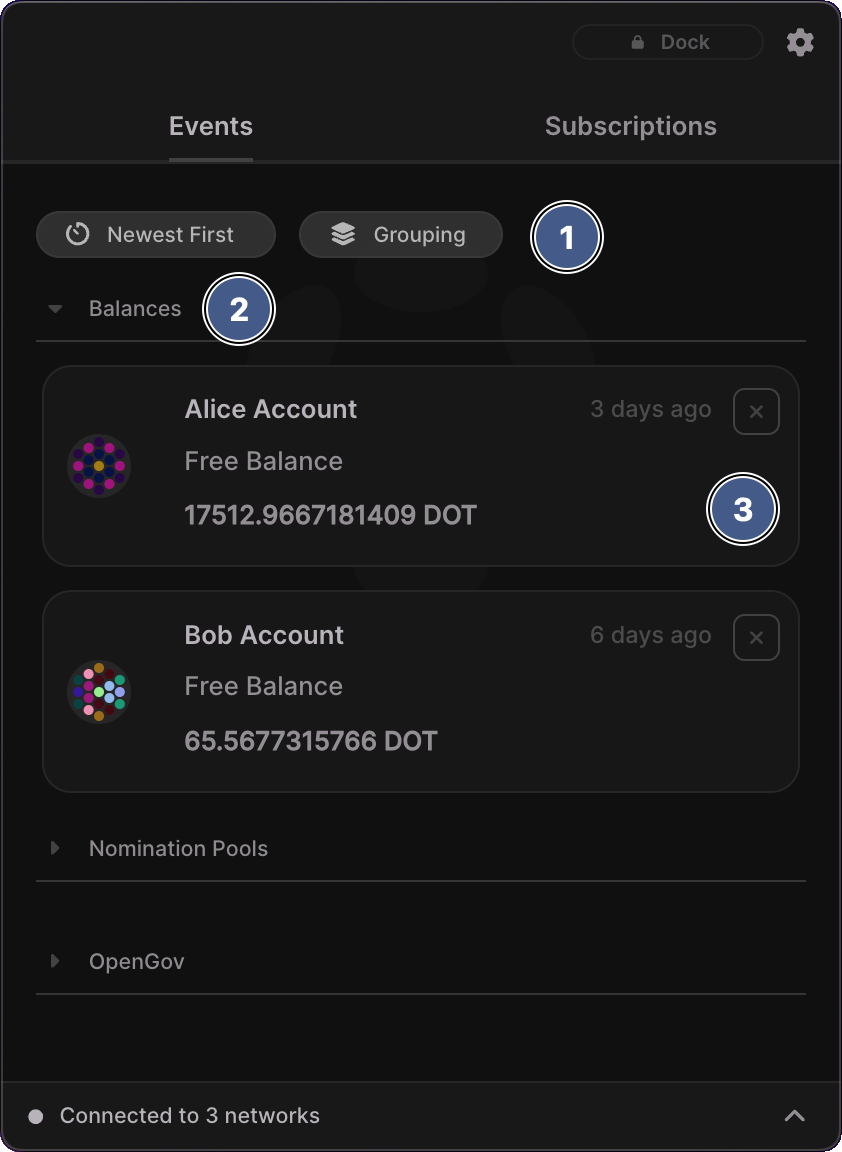 Dock
Events Subscriptions
Newest First Grouping 1
Balances 2
Alice Account 3 days ago
Free Balance
17512.9667181409 DOT 3
Bob Account 6 days ago
Free Balance
65.5677315766 DOT
Nomination Pools
OpenGov
Connected to 3 networks